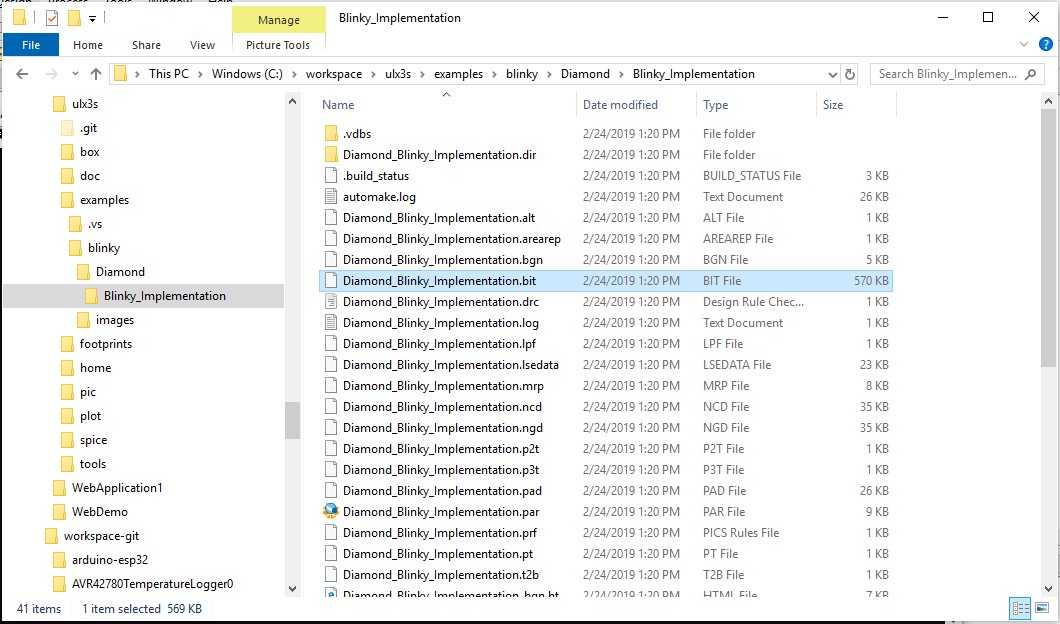 Manage
Blinky_Implementation
File
Home
Share
View
Picture Tools
This PC > Windows (C:) > workspace > ulx3s > examples > blinky > Diamond > Blinky_Implementation
Search Blinky_Implemen...
ulx3s
.git
box
doc
examples
.vs
blinky
Diamond
Blinky_Implementation
images
footprints
home
pic
plot
spice
tools
WebApplication1
WebDemo
workspace-git
arduino-esp32
AVR42780TemperatureLogger0
Name Date modified Type Size
.vdbs 2/24/2019 1:20 PM File folder
Diamond_Blinky_Implementation.dir 2/24/2019 1:20 PM File folder
.build_status 2/24/2019 1:20 PM BUILD_STATUS File 3 KB
automake.log 2/24/2019 1:20 PM Text Document 26 KB
Diamond_Blinky_Implementation.alt 2/24/2019 1:20 PM ALT File 1 KB
Diamond_Blinky_Implementation.arearep 2/24/2019 1:20 PM AREAREP File 1 KB
Diamond_Blinky_Implementation.bgn 2/24/2019 1:20 PM BGN File 5 KB
Diamond_Blinky_Implementation.bit 2/24/2019 1:20 PM BIT File 570 KB
Diamond_Blinky_Implementation.drc 2/24/2019 1:20 PM Design Rule Chec... 1 KB
Diamond_Blinky_Implementation.log 2/24/2019 1:20 PM Text Document 1 KB
Diamond_Blinky_Implementation.lpf 2/24/2019 1:20 PM LPF File 1 KB
Diamond_Blinky_Implementation.lsedata 2/24/2019 1:20 PM LSEDATA File 23 KB
Diamond_Blinky_Implementation.mrp 2/24/2019 1:20 PM MRP File 8 KB
Diamond_Blinky_Implementation.ncd 2/24/2019 1:20 PM NCD File 35 KB
Diamond_Blinky_Implementation.ngd 2/24/2019 1:20 PM NGD File 35 KB
Diamond_Blinky_Implementation.p2t 2/24/2019 1:20 PM P2T File 1 KB
Diamond_Blinky_Implementation.p3t 2/24/2019 1:20 PM P3T File 1 KB
Diamond_Blinky_Implementation.pad 2/24/2019 1:20 PM PAD File 26 KB
Diamond_Blinky_Implementation.par 2/24/2019 1:20 PM PAR File 9 KB
Diamond_Blinky_Implementation.prf 2/24/2019 1:20 PM PICS Rules File 1 KB
Diamond_Blinky_Implementation.pt 2/24/2019 1:20 PM PT File 1 KB
Diamond_Blinky_Implementation.t2b 2/24/2019 1:20 PM T2B File 1 KB
Diamond_Blinky_Implementation_bgn.ht 2/24/2019 1:20 PM HTML File 7 KB
41 items 1 item selected 569 KB